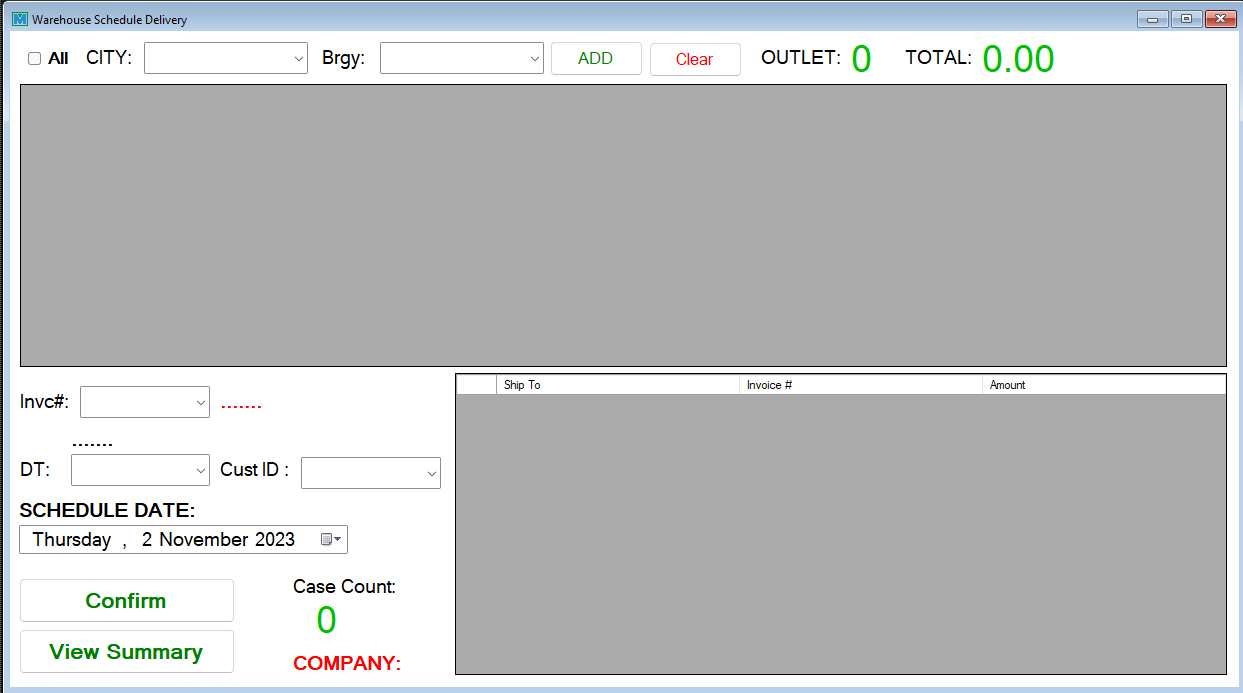 Warehouse Schedule Delivery
All CITY: Brgy: ADD Clear OUTLET: 0 TOTAL: 0.00
Ship To Invoice # Amount
Invc#: .......
.......
DT: Cust ID :
SCHEDULE DATE:
Thursday , 2 November 2023
Confirm
View Summary
Case Count:
0
COMPANY: